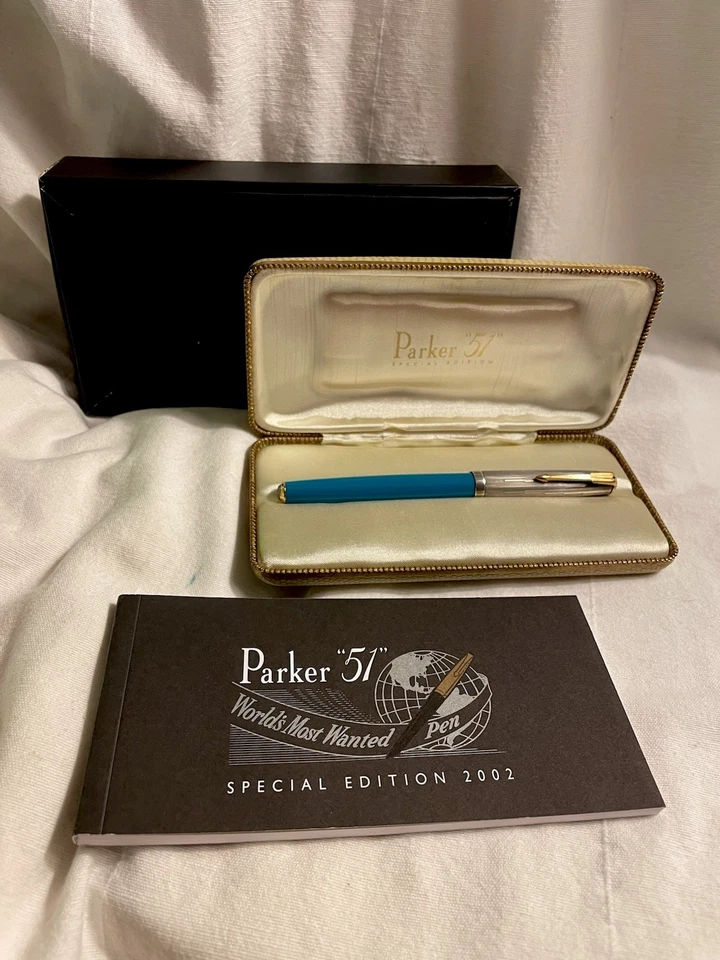 Parker "51"
SPECIAL EDITION
Parker "51"
World's Most Wanted Pen
SPECIAL EDITION 2002